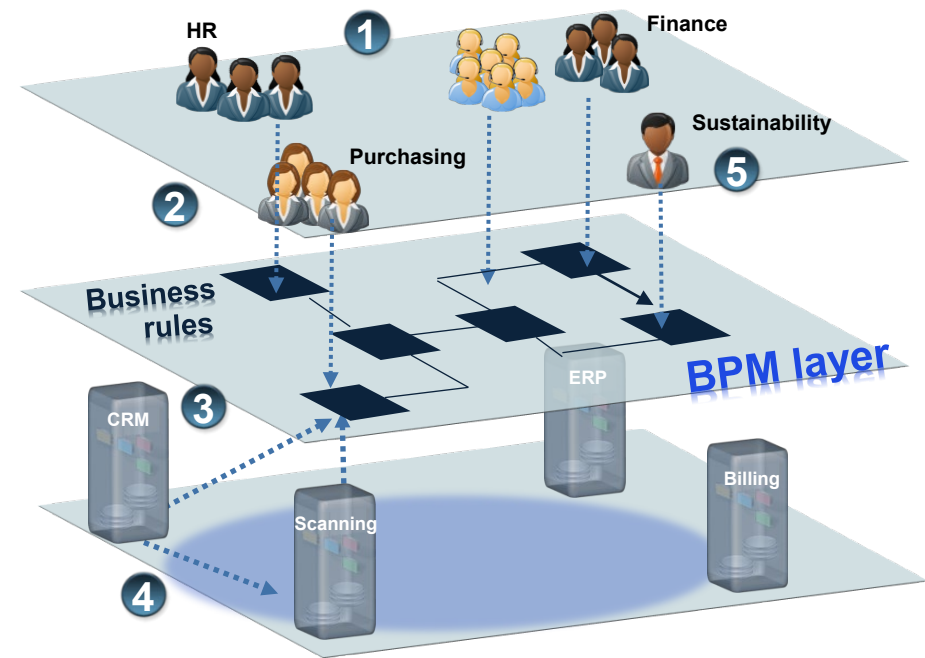 1
HR
Finance
Sustainability
Purchasing
5
2
Business
rules
BPM layer
ERP
3
CRM
Billing
Scanning
4